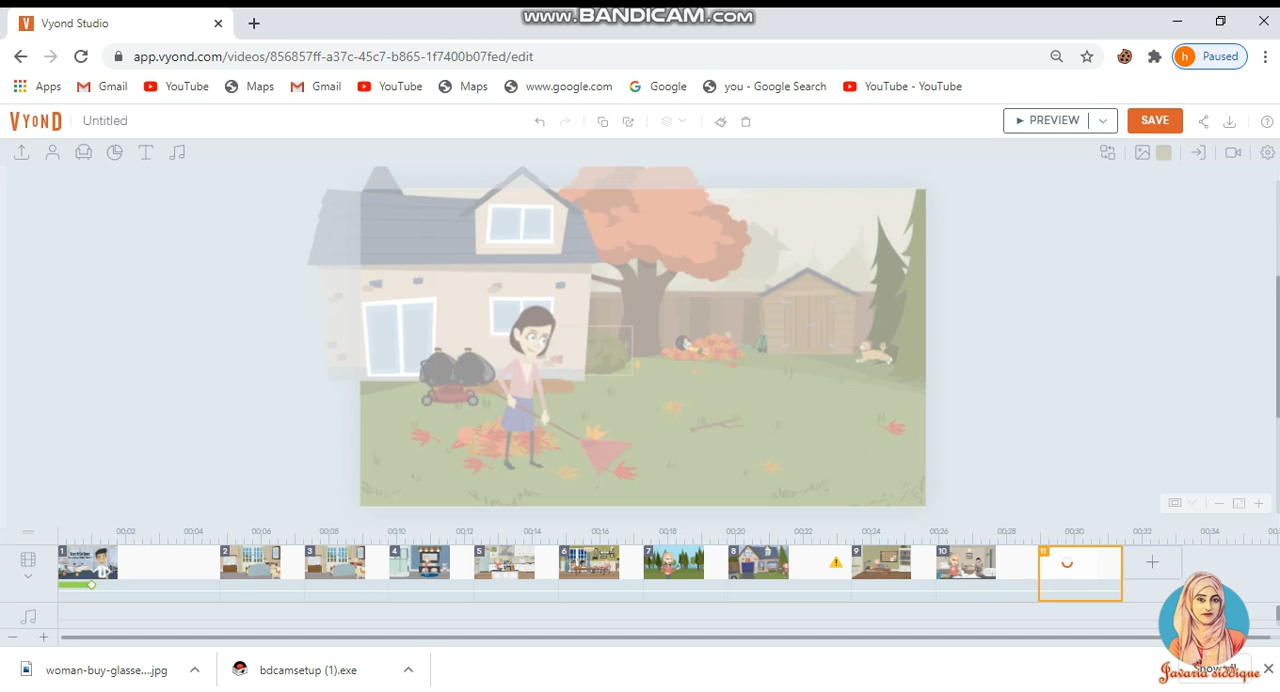 www.BANDICAM.com
Vyond Studio
app.vyond.com/videos/856857ff-a37c-45c7-b865-1f7400b07fed/edit
Paused
Apps Gmail YouTube Maps Gmail YouTube Maps www.google.com Google you - Google Search YouTube - YouTube
VYOND Untitled PREVIEW SAVE
00:02 00:04 00:06 00:08 00:10 00:12 00:14 00:16 00:18 00:20 00:22 00:24 00:26 00:28 00:30 00:32 00:34
1 2 3 4 5 6 7 8 9 10 11
woman-buy-glasse....jpg bdcamsetup (1).exe Show all
Javaria siddique